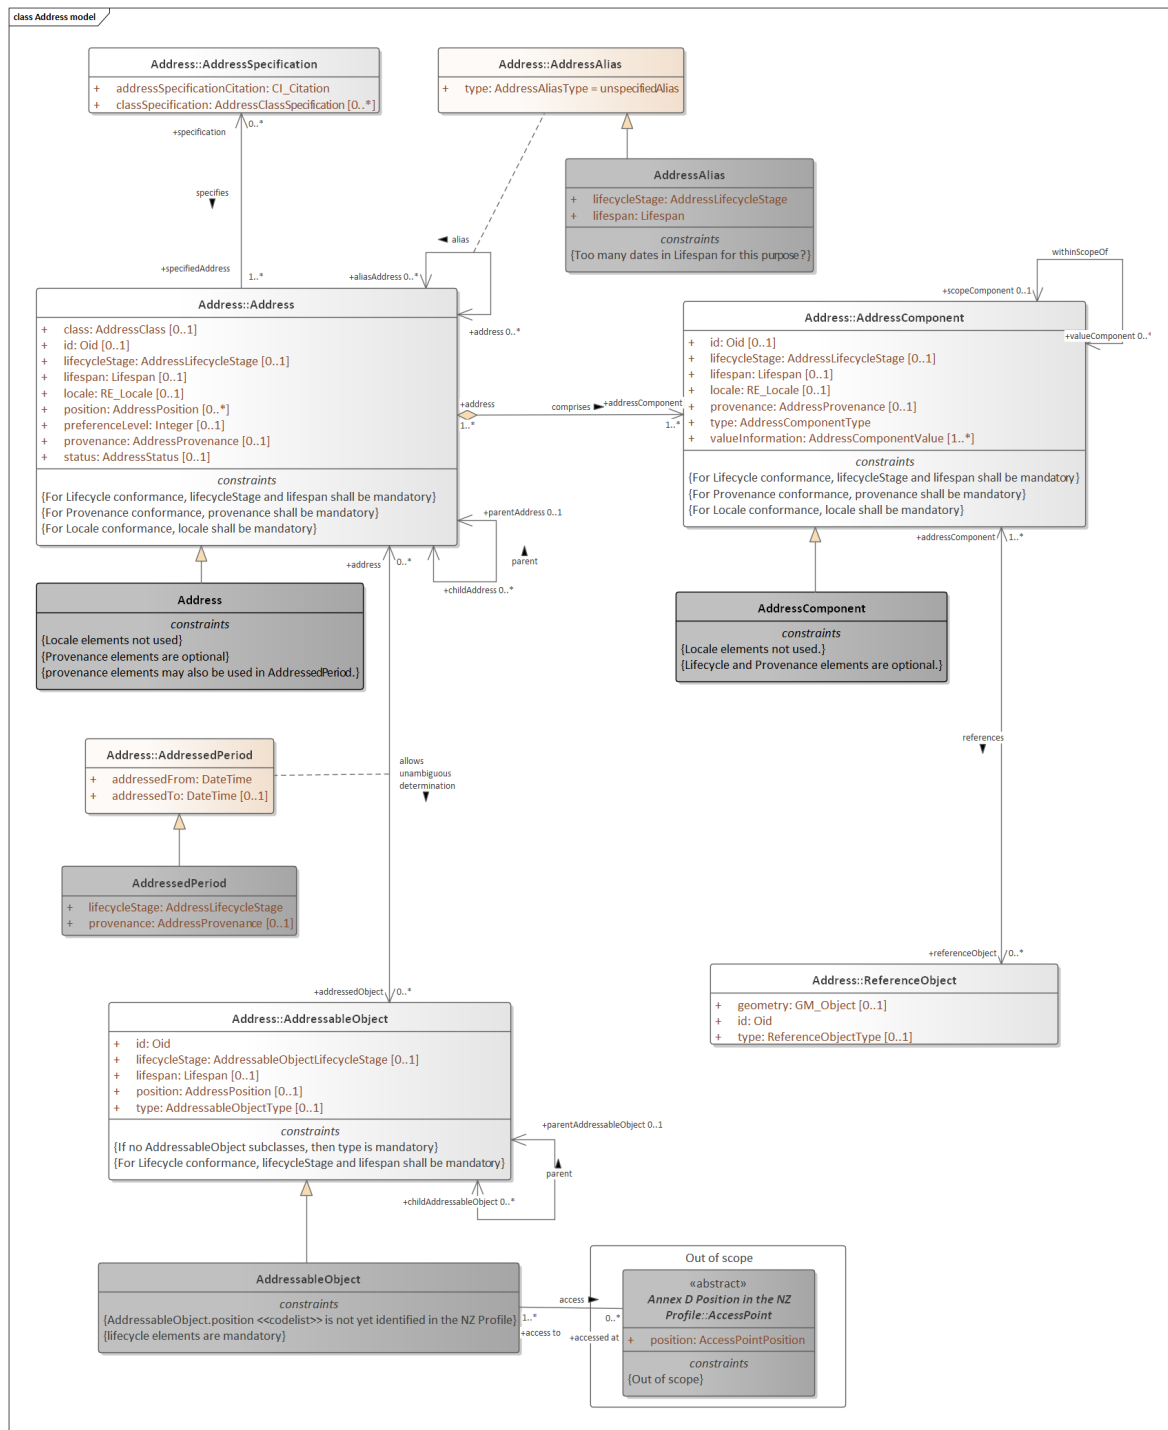 class Address model
Address::AddressSpecification
+ addressSpecificationCitation: CI_Citation
+ classSpecification: AddressClassSpecification [0..*]
Address::AddressAlias
+ type: AddressAliasType = unspecifiedAlias
+specification
0..*
AddressAlias
+ lifecycleStage: AddressLifecycleStage
+ lifespan: Lifespan
constraints
{Too many dates in Lifespan for this purpose?}
specifies
alias
+specifiedAddress
1..*
+aliasAddress 0..*
+address 0..*
withinScopeOf
+scopeComponent 0..1
+valueComponent 0..*
Address::Address
+ class: AddressClass [0..1]
+ id: Oid [0..1]
+ lifecycleStage: AddressLifecycleStage [0..1]
+ lifespan: Lifespan [0..1]
+ locale: RE_Locale [0..1]
+ position: AddressPosition [0..*]
+ preferenceLevel: Integer [0..1]
+ provenance: AddressProvenance [0..1]
+ status: AddressStatus [0..1]
constraints
{For Lifecycle conformance, lifecycleStage and lifespan shall be mandatory}
{For Provenance conformance, provenance shall be mandatory}
{For Locale conformance, locale shall be mandatory}
+address
1..*
comprises
+addressComponent
1..*
Address::AddressComponent
+ id: Oid [0..1]
+ lifecycleStage: AddressLifecycleStage [0..1]
+ lifespan: Lifespan [0..1]
+ locale: RE_Locale [0..1]
+ provenance: AddressProvenance [0..1]
+ type: AddressComponentType
+ valueInformation: AddressComponentValue [1..*]
constraints
{For Lifecycle conformance, lifecycleStage and lifespan shall be mandatory}
{For Provenance conformance, provenance shall be mandatory}
{For Locale conformance, locale shall be mandatory}
+parentAddress 0..1
parent
+childAddress 0..*
+address
0..*
+addressComponent
1..*
Address
constraints
{Locale elements not used}
{Provenance elements are optional}
{provenance elements may also be used in AddressedPeriod.}
AddressComponent
constraints
{Locale elements not used.}
{Lifecycle and Provenance elements are optional.}
references
Address::AddressedPeriod
+ addressedFrom: DateTime
+ addressedTo: DateTime [0..1]
allows
unambiguous
determination
AddressedPeriod
+ lifecycleStage: AddressLifecycleStage
+ provenance: AddressProvenance [0..1]
+referenceObject
0..*
Address::ReferenceObject
+ geometry: GM_Object [0..1]
+ id: Oid
+ type: ReferenceObjectType [0..1]
+addressedObject
0..*
Address::AddressableObject
+ id: Oid
+ lifecycleStage: AddressableObjectLifecycleStage [0..1]
+ lifespan: Lifespan [0..1]
+ position: AddressPosition [0..1]
+ type: AddressableObjectType [0..1]
constraints
{If no AddressableObject subclasses, then type is mandatory}
{For Lifecycle conformance, lifecycleStage and lifespan shall be mandatory}
+parentAddressableObject 0..1
parent
+childAddressableObject 0..*
AddressableObject
constraints
{AddressableObject.position <<codelist>> is not yet identified in the NZ Profile}
{lifecycle elements are mandatory}
access
1..*
+access to
0..*
+accessed at
Out of scope
«abstract»
Annex D Position in the NZ
Profile::AccessPoint
+ position: AccessPointPosition
constraints
{Out of scope}